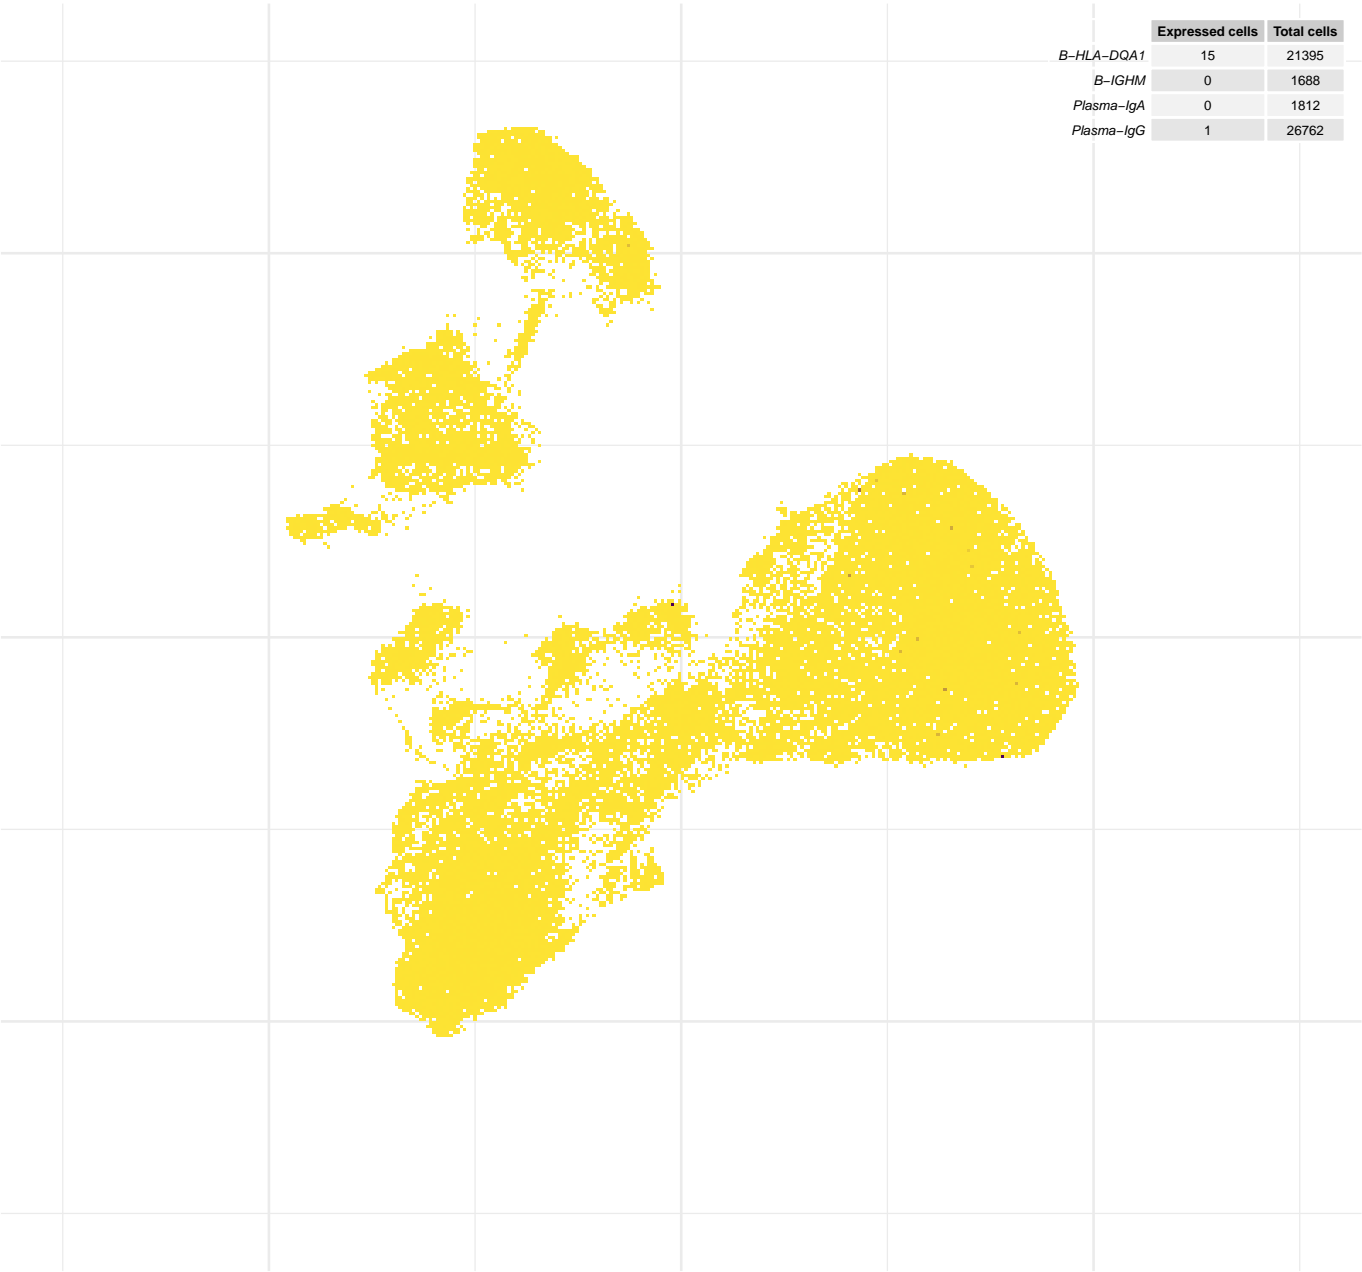 Expressed cells Total cells
B−HLA−DQA1 15 21395
B−IGHM 0 1688
Plasma−IgA 0 1812
Plasma−IgG 1 26762